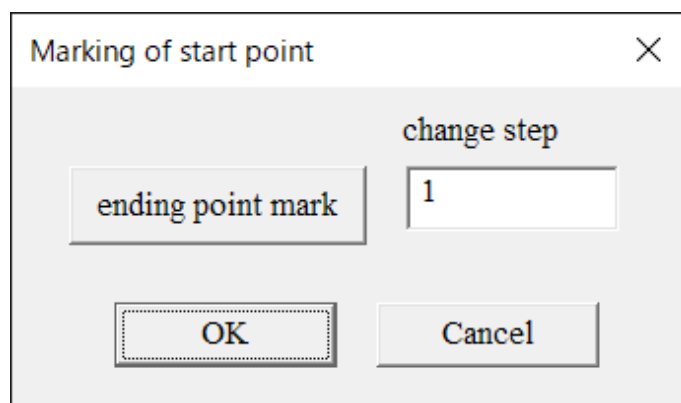 Marking of start point
change step
ending point mark
1
OK
Cancel